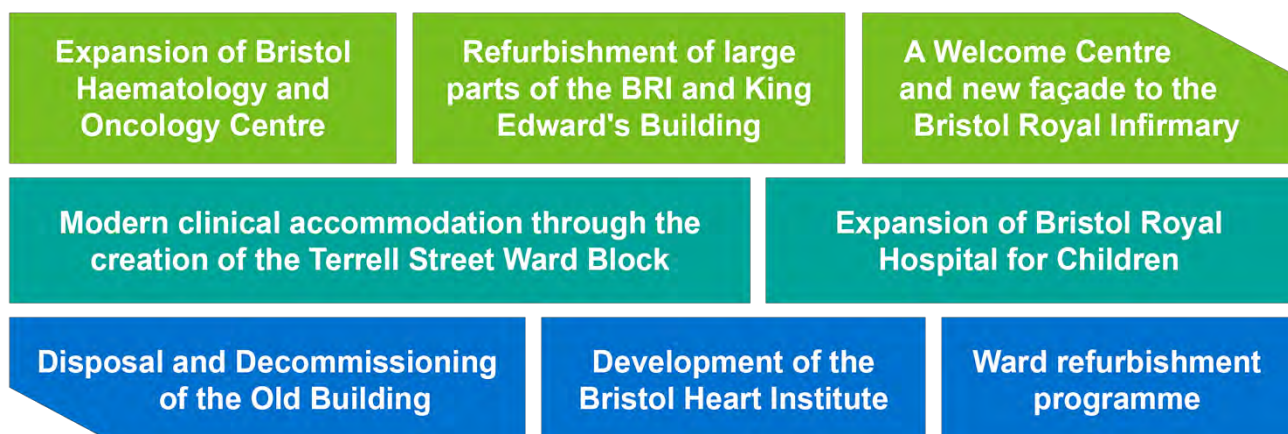 Expansion of Bristol
Haematology and
Oncology Centre
Refurbishment of large
parts of the BRI and King
Edward's Building
A Welcome Centre
and new façade to the
Bristol Royal Infirmary
Modern clinical accommodation through the
creation of the Terrell Street Ward Block
Expansion of Bristol Royal
Hospital for Children
Disposal and Decommissioning
of the Old Building
Development of the
Bristol Heart Institute
Ward refurbishment
programme